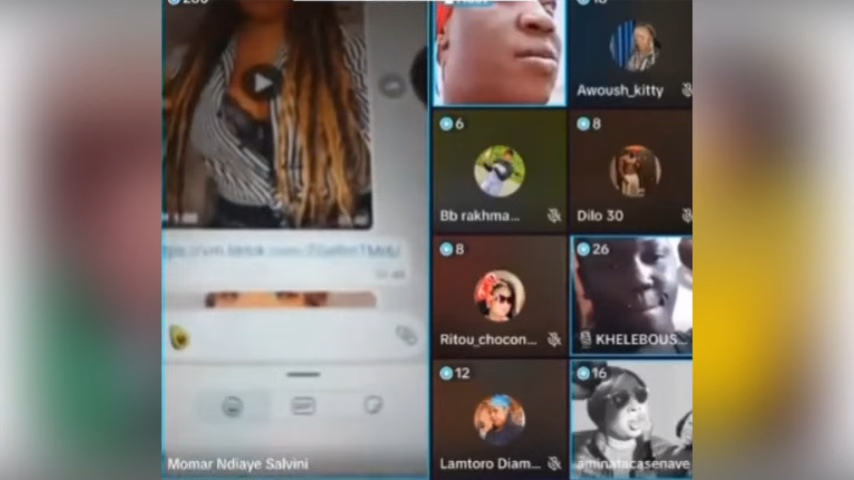 Host
Awoush_kitty
6
8
Bb rakhma...
Dilo 30
8
26
Ritou_chocon...
KHELEBOUS...
12
16
Momar Ndiaye Salvini
Lamtoro Diam...
aminatacasenave